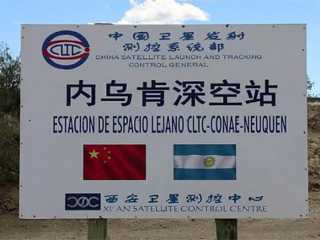 CLTC
中国卫星发射
测控系统部
CHINA SATELLITE LAUNCH AND TRACKING
CONTROL GENERAL
内乌肯深空站
ESTACION DE ESPACIO LEJANO CLTC-CONAE-NEUQUEN
西安卫星测控中心
XI'AN SATELLITE CONTROL CENTRE